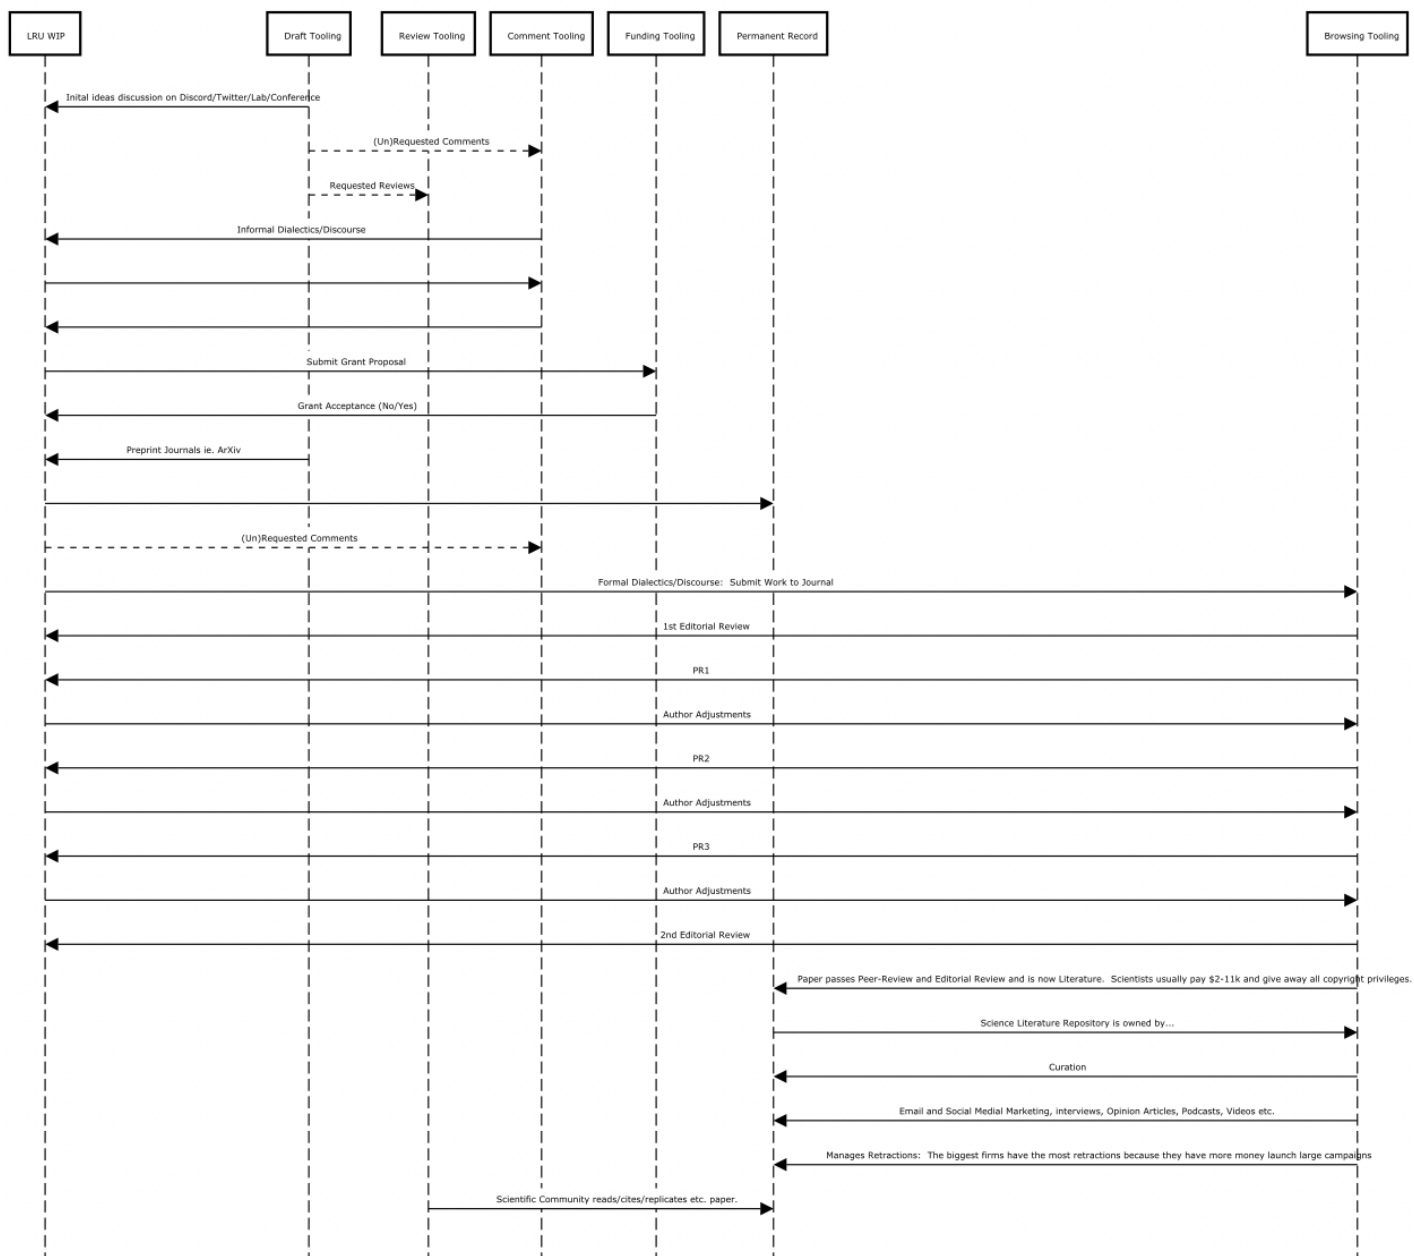 LRU WIP
Draft Tooling
Review Tooling
Comment Tooling
Funding Tooling
Permanent Record
Browsing Tooling
Inital ideas discussion on Discord/Twitter/Lab/Conference
(Un)Requested Comments
Requested Reviews
Informal Dialectics/Discourse
Submit Grant Proposal
Grant Acceptance (No/Yes)
Preprint Journals ie. ArXiv
(Un)Requested Comments
Formal Dialectics/Discourse: Submit Work to Journal
1st Editorial Review
PR1
Author Adjustments
PR2
Author Adjustments
PR3
Author Adjustments
2nd Editorial Review
Paper passes Peer-Review and Editorial Review and is now Literature. Scientists usually pay $2-11k and give away all copyright privileges.
Science Literature Repository is owned by...
Curation
Email and Social Medial Marketing, interviews, Opinion Articles, Podcasts, Videos etc.
Manages Retractions: The biggest firms have the most retractions because they have more money launch large campaigns
Scientific Community reads/cites/replicates etc. paper.